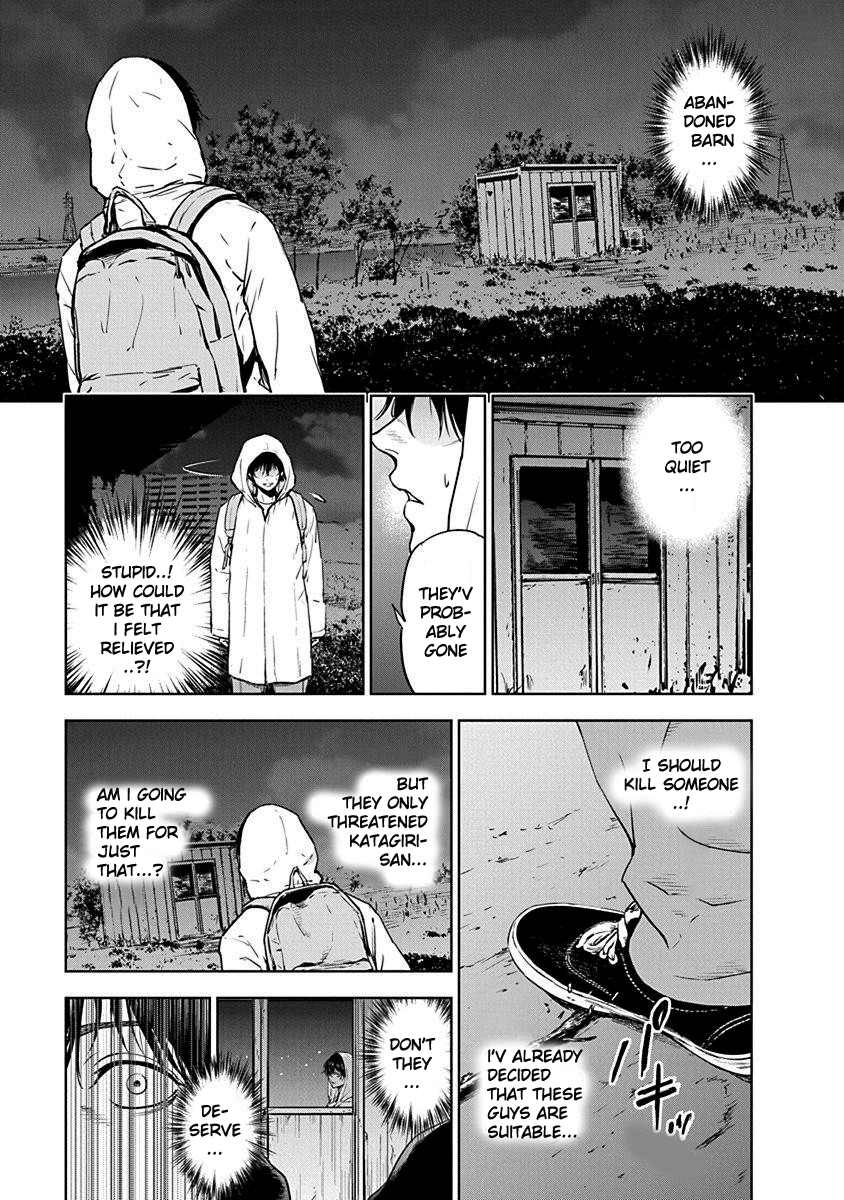 ABAN-
DONED
BARN
...
TOO
QUIET
...
THEY'V
PROB-
ABLY
GONE
STUPID..!
HOW COULD
IT BE THAT
I FELT
RELIEVED
..?!
I SHOULD
KILL SOMEONE
..!
I'V ALREADY
DECIDED
THAT THESE
GUYS ARE
SUITABLE...
パキッ
BUT
THEY ONLY
THREATENED
KATAGIRI-
SAN...
AM I GOING
TO KILL
THEM FOR
JUST
THAT...?
DON'T
THEY
...
DE-
SERVE
...